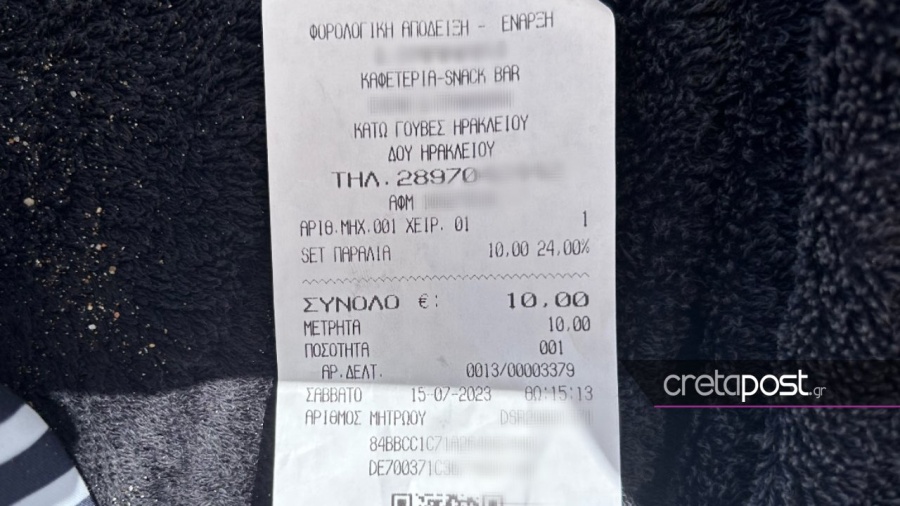 ΦΟΡΟΛΟΓΙΚΗ ΑΠΟΔΕΙΞΗ - ΕΝΑΡΞΗ
ΚΑΦΕΤΕΡΙΑ-SNACK BAR
ΚΑΤΩ ΓΟΥΒΕΣ ΗΡΑΚΛΕΙΟΥ
ΔΟΥ ΗΡΑΚΛΕΙΟΥ
ΤΗΛ.28970
ΑΦΜ
ΑΡΙΘ.ΜΗΧ.001 ΧΕΙΡ. 01 1
SET ΠΑΡΑΛΙΑ 10,00 24,00%
ΣΥΝΟΛΟ €: 10,00
ΜΕΤΡΗΤΑ 10,00
ΠΟΣΟΤΗΤΑ 001
ΑΡ.ΔΕΛΤ. 0013/00003379
ΣΑΒΒΑΤΟ 15-07-2023
ΑΡΙΘΜΟΣ ΜΗΤΡΩΟΥ
84BBCC1C
DE700371C
cretapost.gr